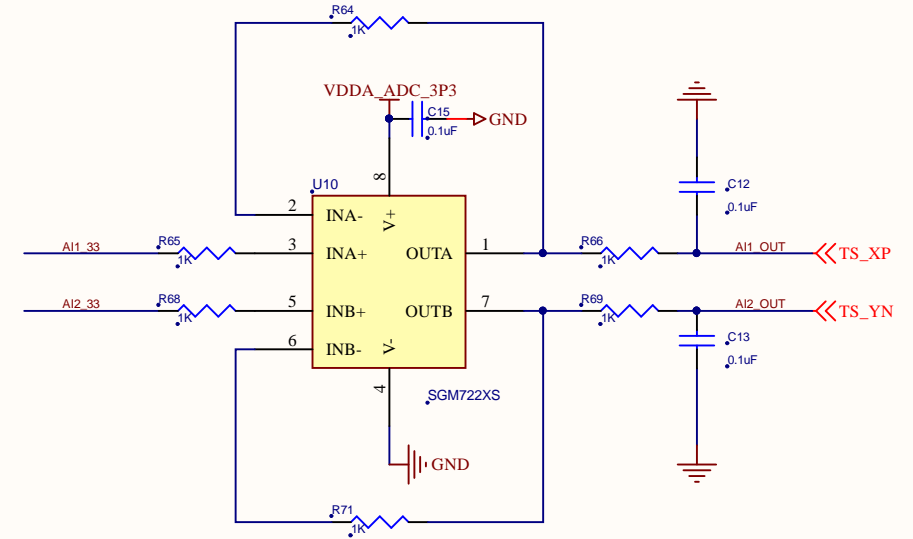 R64
1K
VDDA_ADC_3P3
C15
GND
0.1uF
8
C12
0.1uF
U10
2
INA-
V+
AI1_33
R65
1K
3
INA+
OUTA
1
R66
1K
AI1_OUT
TS_XP
AI2_33
R68
1K
5
INB+
OUTB
7
R69
1K
AI2_OUT
TS_YN
6
INB-
V-
C13
0.1uF
4
SGM722XS
GND
R71
1K